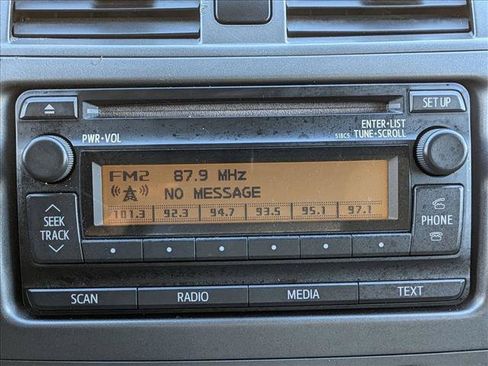 SET UP
PWR•VOL
ENTER•LIST
518C5 TUNE•SCROLL
FM2 87.9 MHz
NO MESSAGE
101.3 92.3 94.7 93.5 95.1 97.1
SEEK
TRACK
PHONE
SCAN RADIO MEDIA TEXT